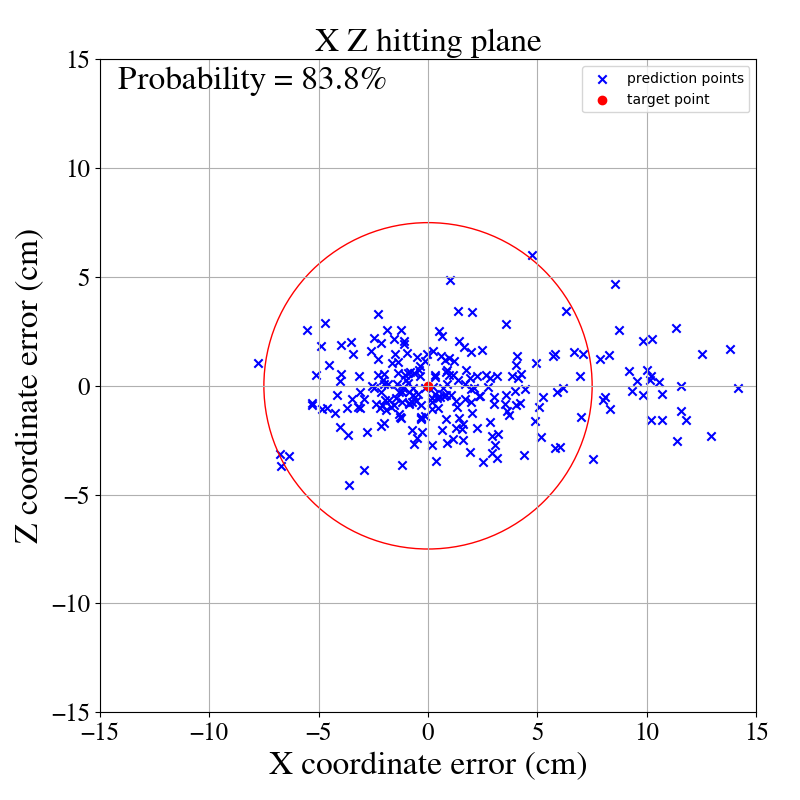 X Z hitting plane
Probability = 83.8%
prediction points
target point
Z coordinate error (cm)
15
10
5
0
−5
−10
−15
−15
−10
−5
0
5
10
15
X coordinate error (cm)